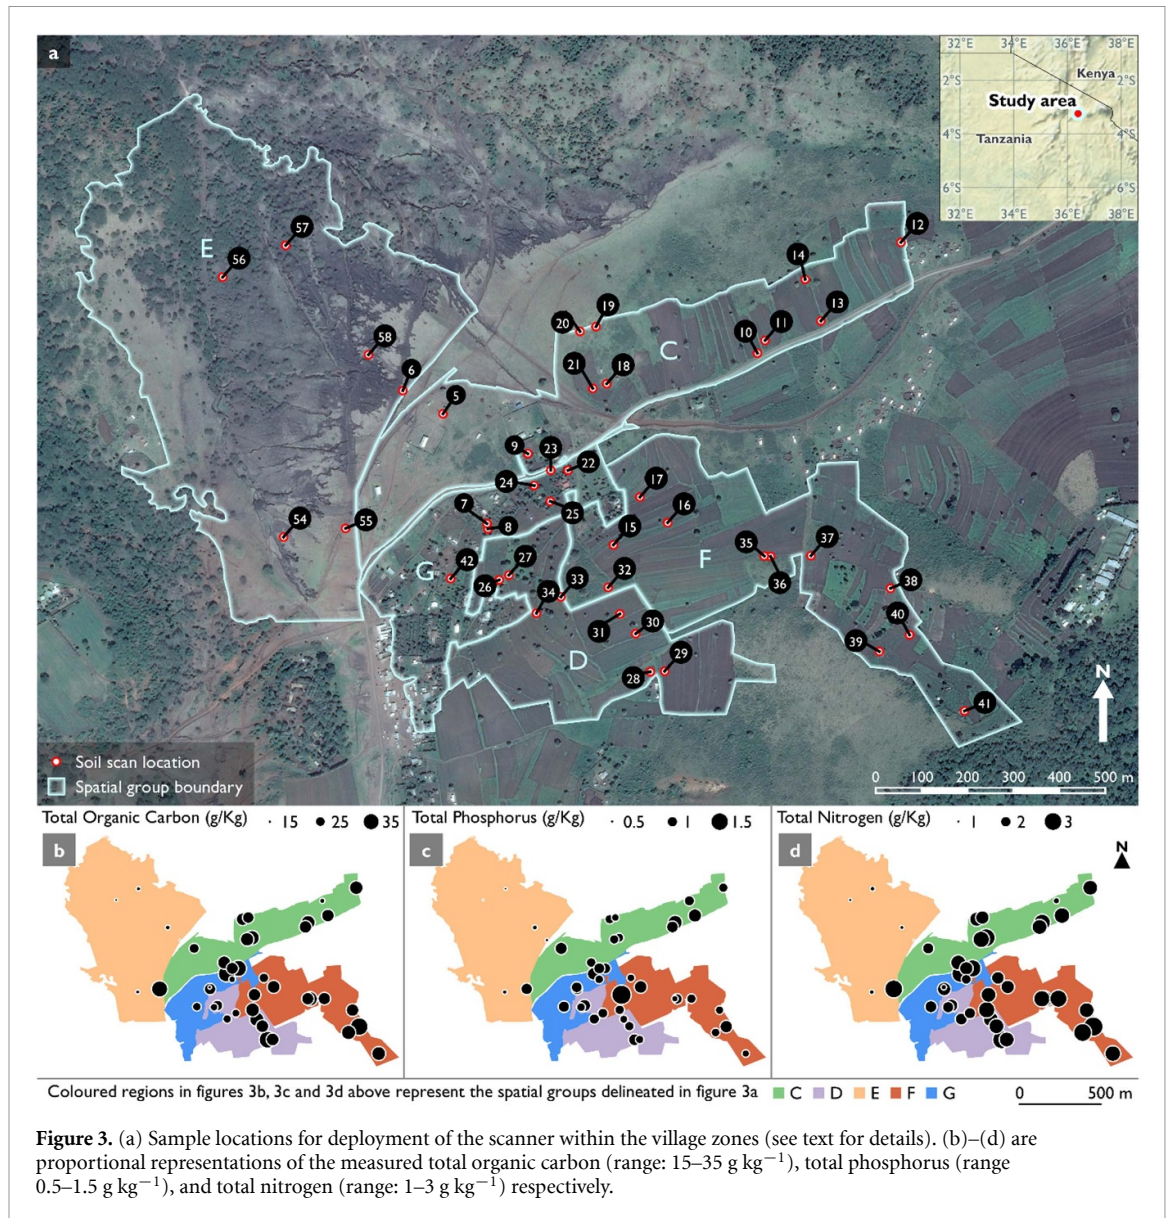 a
32°E 34°E 36°E 38°E
Kenya
2°S
2°S
Study area
4°S
4°S
Tanzania
6°S
6°S
32°E 34°E 36°E 38°E
12
57
E
56
14
19
13
20
11
10
58
C
21
18
6
5
9
23
22
24
17
16
7
8
25
54
55
15
35
37
F
27
42
G
32
36
26
34
33
38
40
31
30
39
D
29
28
N
41
Soil scan location
Spatial group boundary
0 100 200 300 400 500 m
Total Organic Carbon (g/Kg) 15 25 35
Total Phosphorus (g/Kg) 0.5 1 1.5
Total Nitrogen (g/Kg) 1 2 3
b
c
d
N
Coloured regions in figures 3b, 3c and 3d above represent the spatial groups delineated in figure 3a C D E F G
0 500 m
Figure 3. (a) Sample locations for deployment of the scanner within the village zones (see text for details). (b)–(d) are
proportional representations of the measured total organic carbon (range: 15–35 g kg⁻¹), total phosphorus (range
0.5–1.5 g kg⁻¹), and total nitrogen (range: 1–3 g kg⁻¹) respectively.